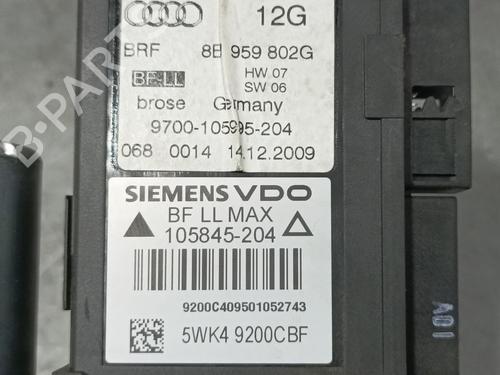 12G
BRF 8E 959 802G
BF-LL HW 07
SW 06
brose Germany
9700-105995-204
068 0014 14.12.2009
SIEMENS VDO
BF LL MAX
105845-204
9200C409501052743
5WK4 9200CBF
A01